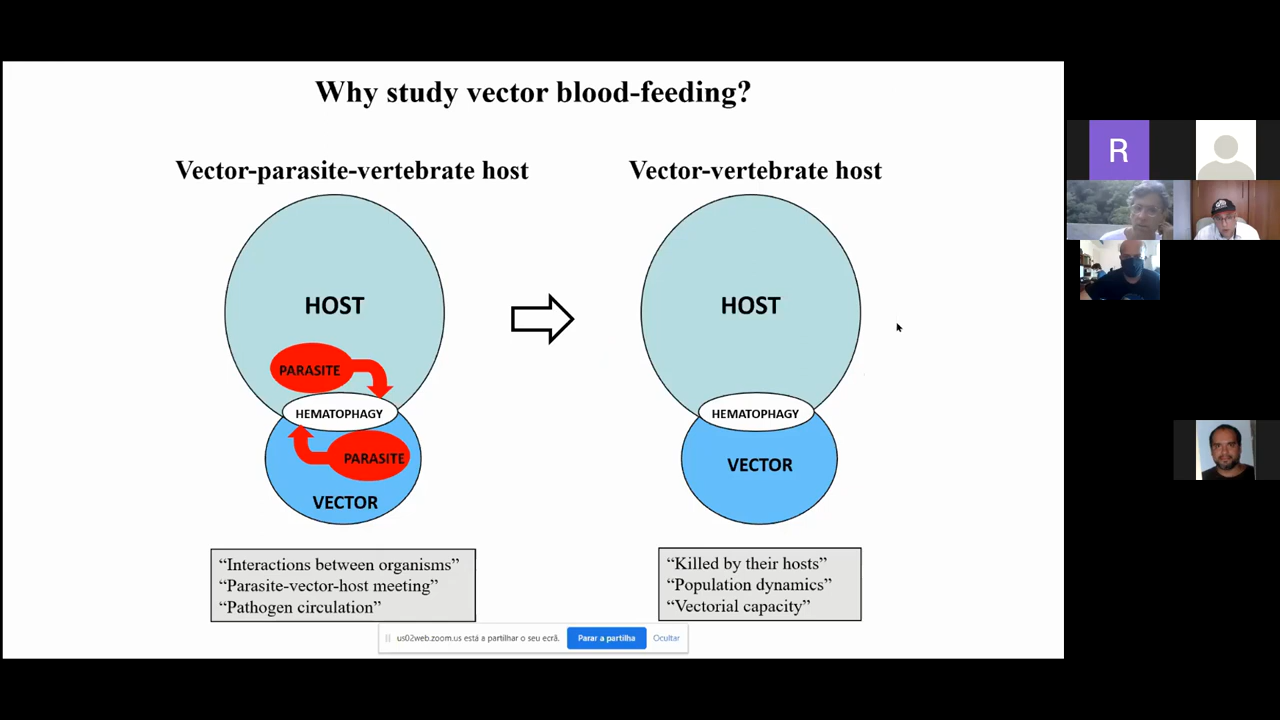 Why study vector blood-feeding?
Vector-parasite-vertebrate host
HOST
PARASITE
HEMATOPHAGY
PARASITE
VECTOR
“Interactions between organisms”
“Parasite-vector-host meeting”
“Pathogen circulation”
Vector-vertebrate host
HOST
HEMATOPHAGY
VECTOR
“Killed by their hosts”
“Population dynamics”
“Vectorial capacity”
us02web.zoom.us está a partilhar o seu ecrã. Parar a partilha Ocultar
R